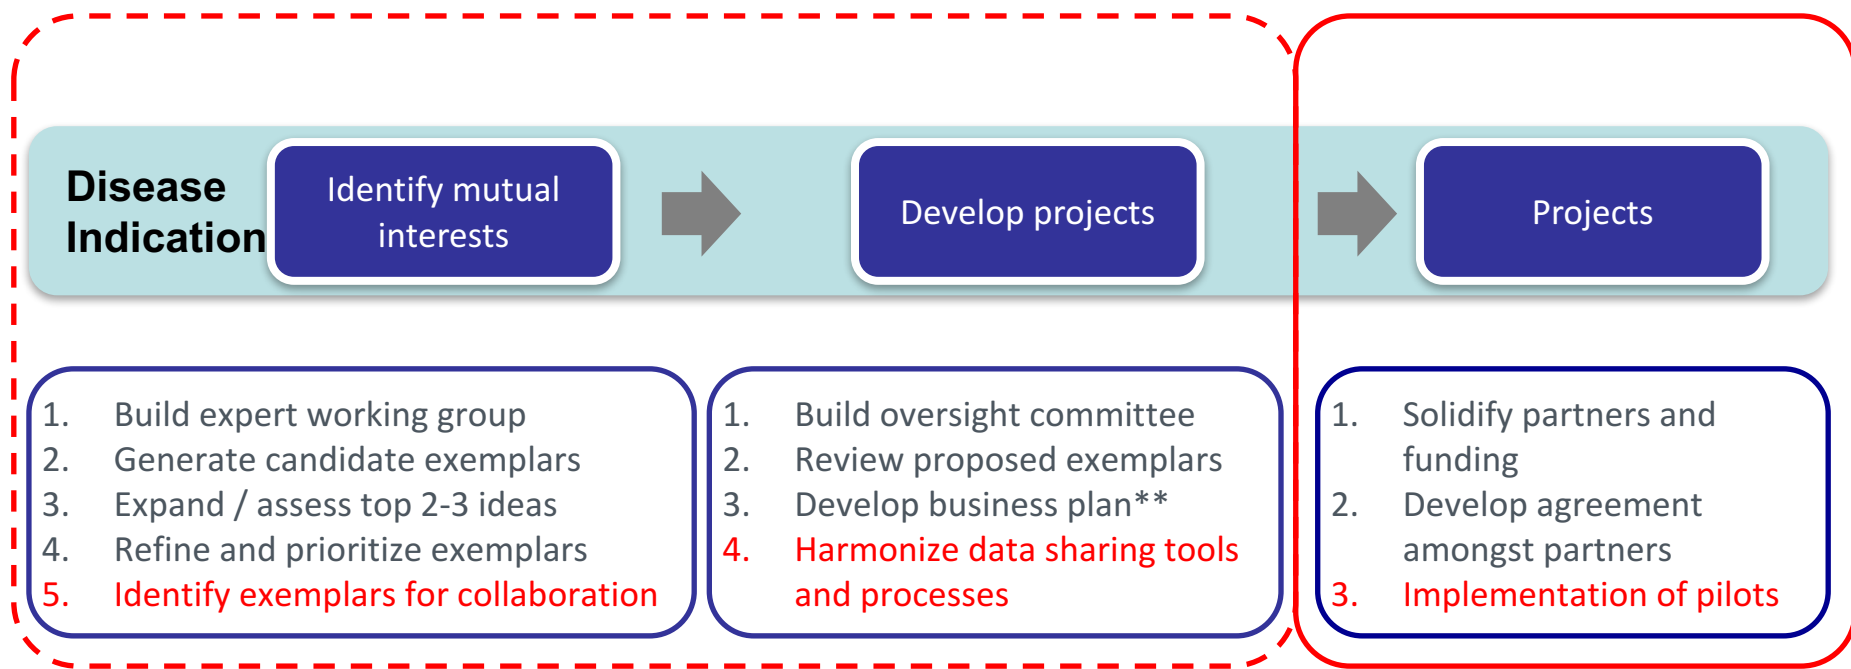 Disease
Indication
Identify mutual
interests
Develop projects
Projects
1. Build expert working group
2. Generate candidate exemplars
3. Expand / assess top 2-3 ideas
4. Refine and prioritize exemplars
5. Identify exemplars for collaboration
1. Build oversight committee
2. Review proposed exemplars
3. Develop business plan**
4. Harmonize data sharing tools
and processes
1. Solidify partners and
funding
2. Develop agreement
amongst partners
3. Implementation of pilots